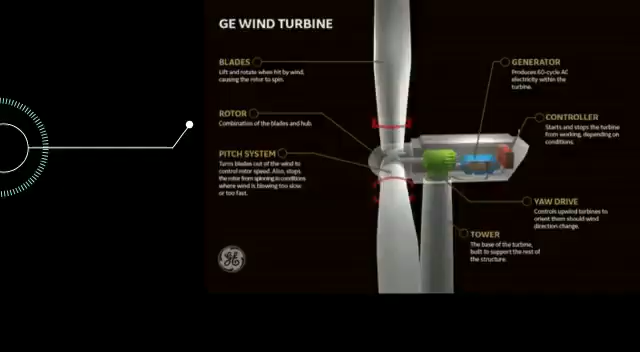 GE WIND TURBINE
BLADES
Lift and rotate when hit by wind,
causing the rotor to spin.
ROTOR
Combination of the blades and hub.
PITCH SYSTEM
Turns blades out of the wind to
control rotor speed. Also, stops
the rotor from spinning in conditions
where wind is blowing too slow
or too fast.
GENERATOR
Produces 60-cycle AC
electricity within the
turbine.
CONTROLLER
Starts and stops the turbine
from working, depending on
conditions.
YAW DRIVE
Controls upwind turbines to
orient them should wind
direction change.
TOWER
The base of the turbine,
built to support the rest of
the structure.
GE